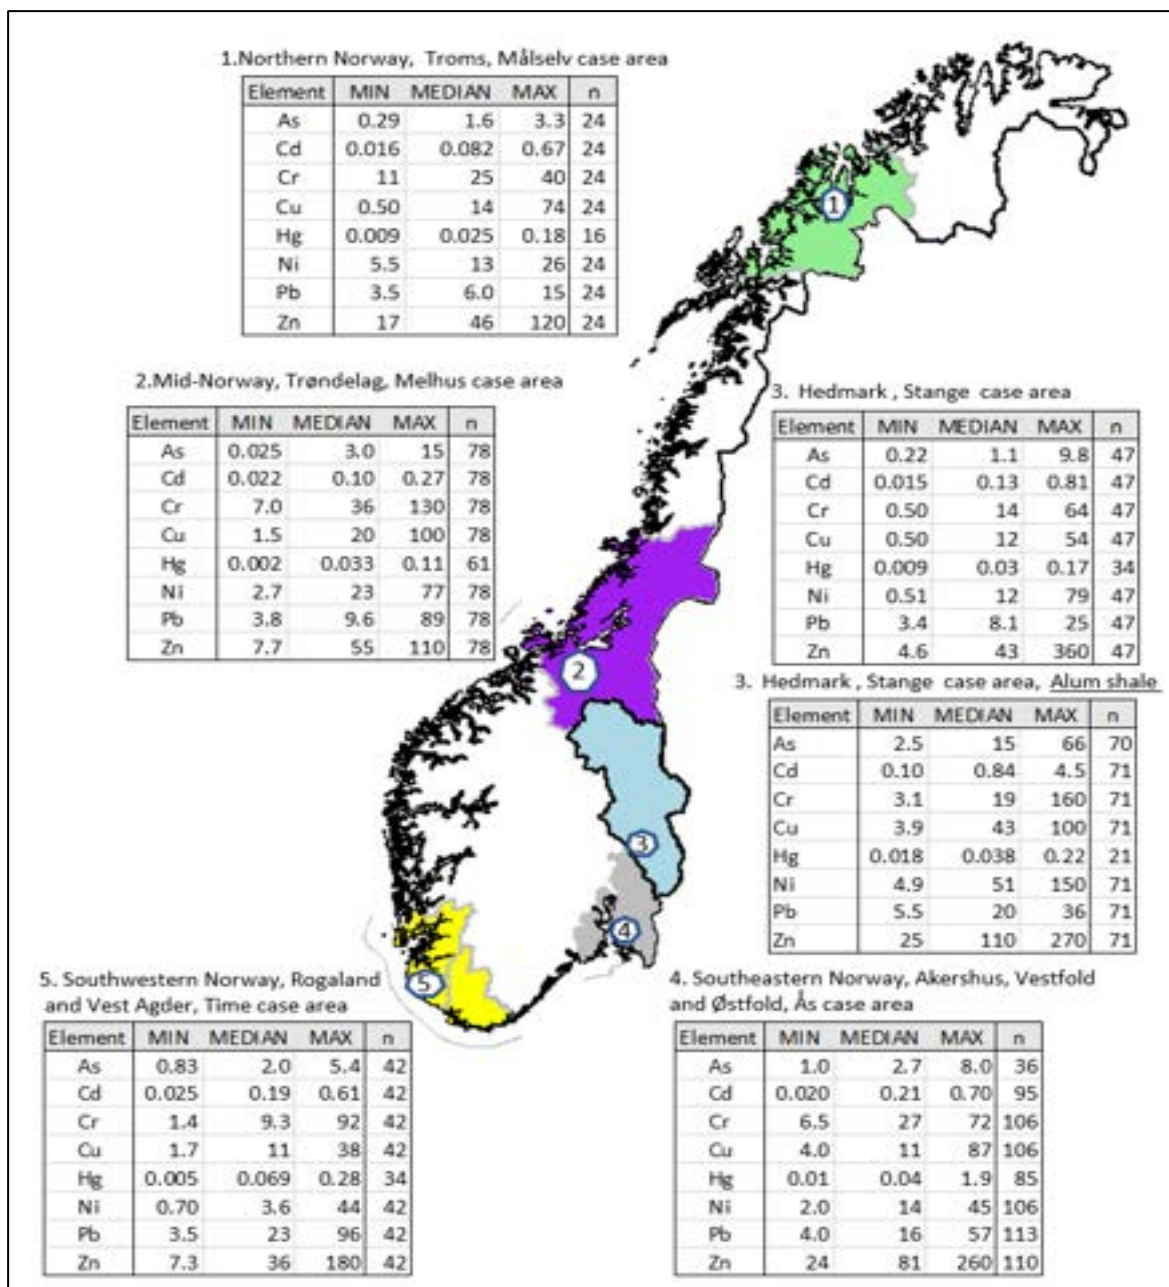 1.Northern Norway, Troms, Målselv case area
Element MIN MEDIAN MAX n
As 0.29 1.6 3.3 24
Cd 0.016 0.082 0.67 24
Cr 11 25 40 24
Cu 0.50 14 74 24
Hg 0.009 0.025 0.18 16
Ni 5.5 13 26 24
Pb 3.5 6.0 15 24
Zn 17 46 120 24
1
2.Mid-Norway, Trøndelag, Melhus case area
Element MIN MEDIAN MAX n
As 0.025 3.0 15 78
Cd 0.022 0.10 0.27 78
Cr 7.0 36 130 78
Cu 1.5 20 100 78
Hg 0.002 0.033 0.11 61
Ni 2.7 23 77 78
Pb 3.8 9.6 89 78
Zn 7.7 55 110 78
2
3. Hedmark , Stange case area
Element MIN MEDIAN MAX n
As 0.22 1.1 9.8 47
Cd 0.015 0.13 0.81 47
Cr 0.50 14 64 47
Cu 0.50 12 54 47
Hg 0.009 0.03 0.17 34
Ni 0.51 12 79 47
Pb 3.4 8.1 25 47
Zn 4.6 43 360 47
3. Hedmark , Stange case area, Alum shale
Element MIN MEDIAN MAX n
As 2.5 15 66 70
Cd 0.10 0.84 4.5 71
Cr 3.1 19 160 71
Cu 3.9 43 100 71
Hg 0.018 0.038 0.22 21
Ni 4.9 51 150 71
Pb 5.5 20 36 71
Zn 25 110 270 71
3
4
5
5. Southwestern Norway, Rogaland
and Vest Agder, Time case area
Element MIN MEDIAN MAX n
As 0.83 2.0 5.4 42
Cd 0.025 0.19 0.61 42
Cr 1.4 9.3 92 42
Cu 1.7 11 38 42
Hg 0.005 0.069 0.28 34
Ni 0.70 3.6 44 42
Pb 3.5 23 96 42
Zn 7.3 36 180 42
4. Southeastern Norway, Akershus, Vestfold
and Østfold, Ås case area
Element MIN MEDIAN MAX n
As 1.0 2.7 8.0 36
Cd 0.020 0.21 0.70 95
Cr 6.5 27 72 106
Cu 4.0 11 87 106
Hg 0.01 0.04 1.9 85
Ni 2.0 14 45 106
Pb 4.0 16 57 113
Zn 24 81 260 110